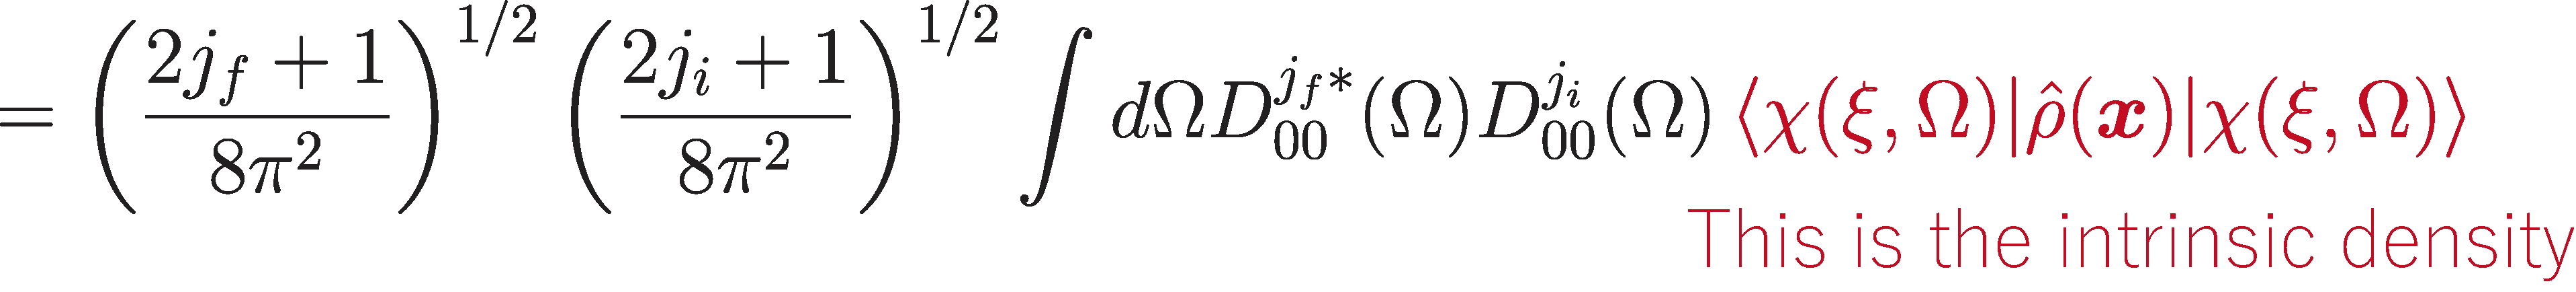 = \left( \frac{2j_f + 1}{8\pi^2} \right)^{1/2} \left( \frac{2j_i + 1}{8\pi^2} \right)^{1/2} \int d\Omega D_{00}^{j_f *}(\Omega) D_{00}^{j_i}(\Omega) \langle \chi(\xi, \Omega) | \hat{\rho}(\boldsymbol{x}) | \chi(\xi, \Omega) \rangle
This is the intrinsic density